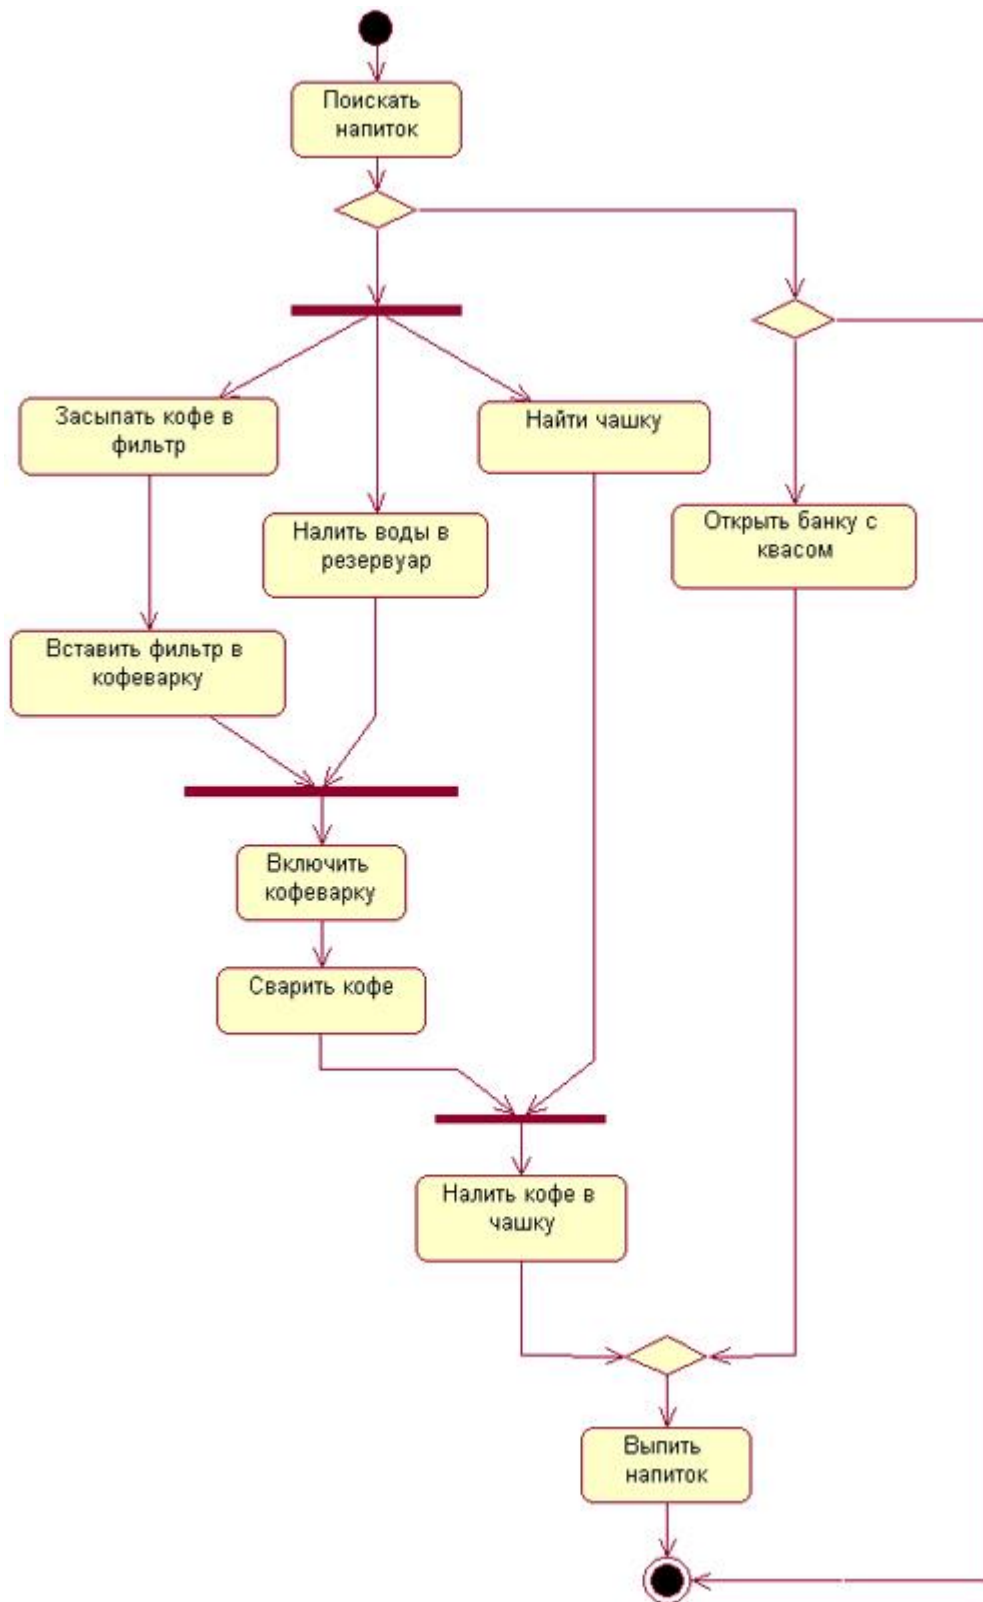 Поискать
напиток
Засыпать кофе в
фильтр
Найти чашку
Налить воды в
резервуар
Открыть банку с
квасом
Вставить фильтр в
кофеварку
Включить
кофеварку
Сварить кофе
Налить кофе в
чашку
Выпить
напиток